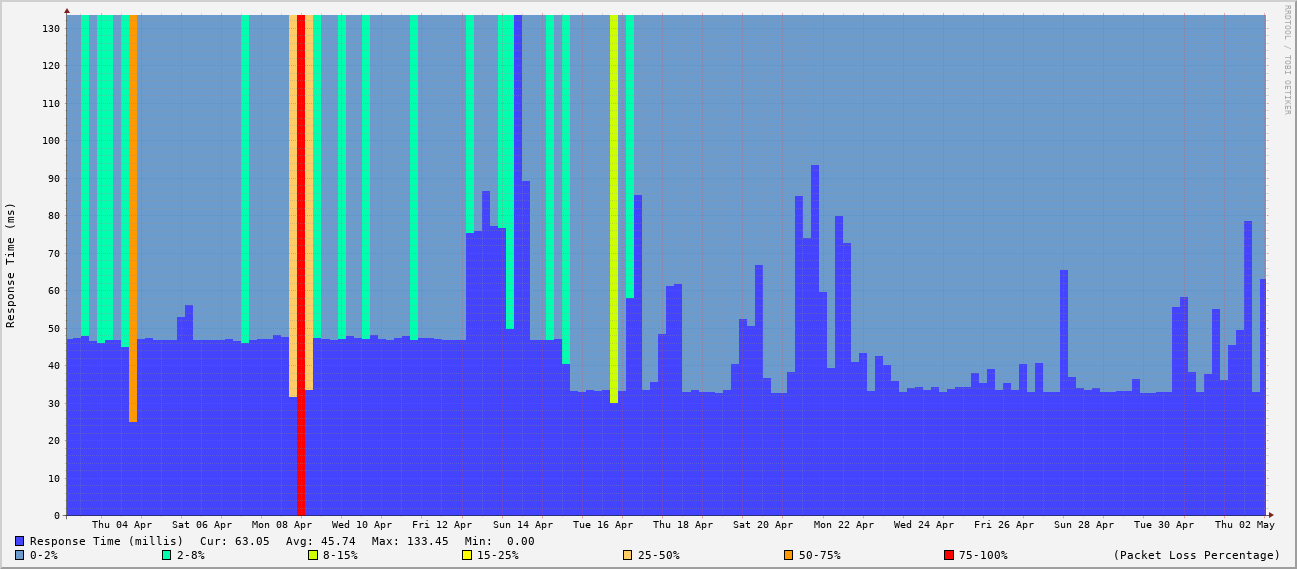 RRDTOOL / TOBI OETIKER
Response Time (ms)
130
120
110
100
90
80
70
60
50
40
30
20
10
0
Thu 04 Apr Sat 06 Apr Mon 08 Apr Wed 10 Apr Fri 12 Apr Sun 14 Apr Tue 16 Apr Thu 18 Apr Sat 20 Apr Mon 22 Apr Wed 24 Apr Fri 26 Apr Sun 28 Apr Tue 30 Apr Thu 02 May
Response Time (millis) Cur: 63.05 Avg: 45.74 Max: 133.45 Min: 0.00
0-2% 2-8% 8-15% 15-25% 25-50% 50-75% 75-100% (Packet Loss Percentage)